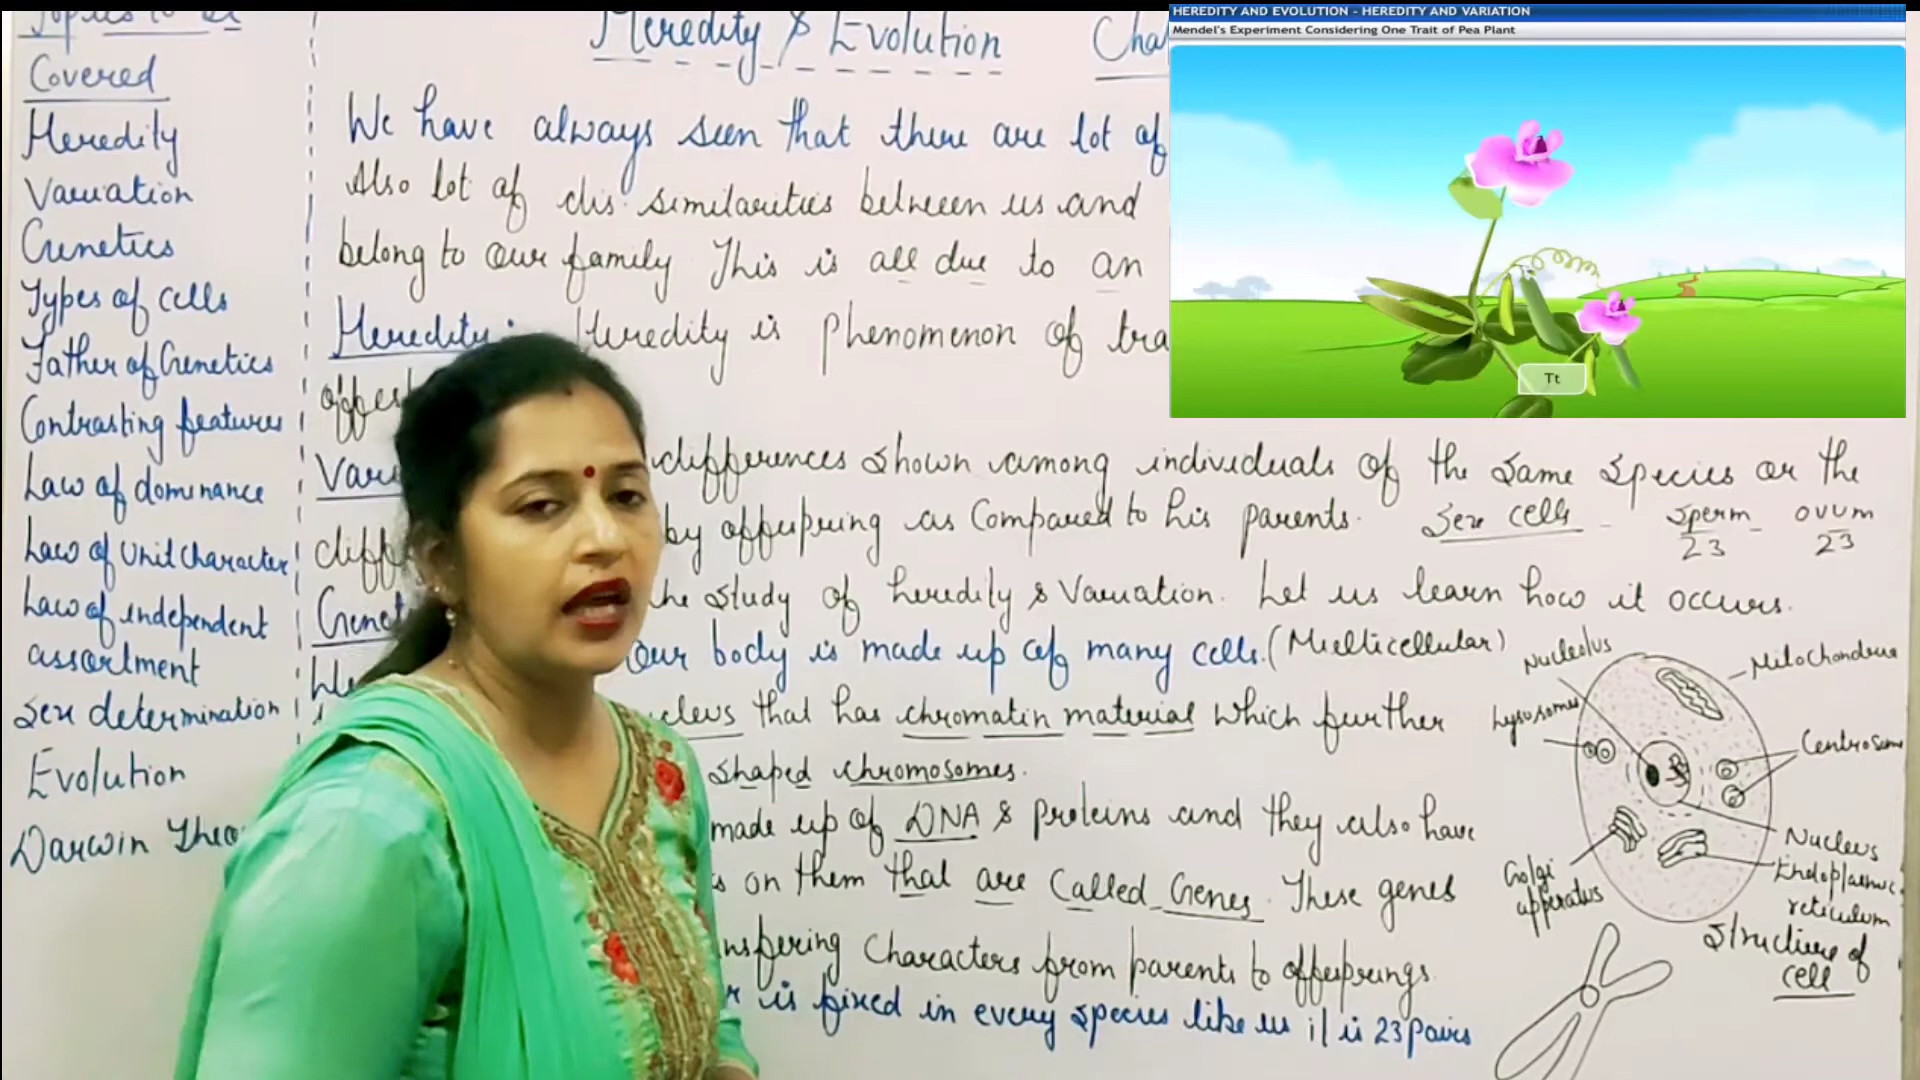 Topics to be
Covered
Heredity
Variation
Genetics
Types of cells
Father of Genetics
Contrasting features
Law of dominance
Law of Unit Character
Law of independent
assortment
Sex determination
Evolution
Darwin Theo
Heredity & Evolution Cha
We have always seen that there are lot of
Also lot of dis similarities between us and
belong to our family This is all due to an
Heredity: Heredity is phenomenon of tra
offes
Vari differences shown among individuals of the same species or the
diff by offspring as Compared to his parents. Sex cells - sperm 23 - ovum 23
Genet the study of heredity & Variation. Let us learn how it occurs.
Our body is made up of many cells. (Multicellular)
cleus that has chromatin material which further
shaped chromosomes.
made up of DNA & proteins and they also have
s on them that are Called Genes. These genes
nsfering Characters from parents to offsprings.
r is fixed in every species like us it is 23 pairs
Nucleolus
Mitochondria
Lysosomes
Centrosome
Nucleus
Golgi
apparatus
Endoplasmic
reticulum
Structure of
cell
HEREDITY AND EVOLUTION - HEREDITY AND VARIATION
Mendel's Experiment Considering One Trait of Pea Plant
Tt